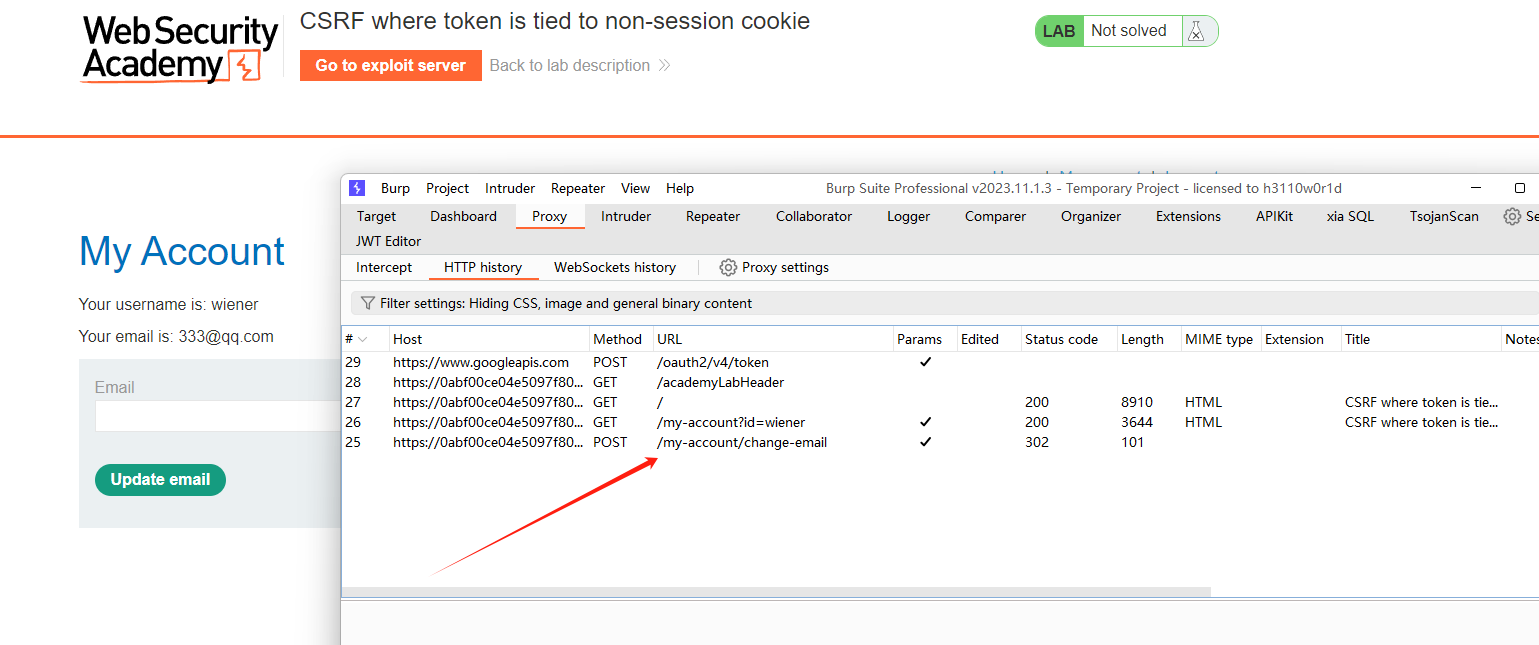 CSRF where token is tied to non-session cookie
WebSecurity
Academy
LAB Not solved
Go to exploit server Back to lab description
My Account
Your username is: wiener
Your email is: 333@qq.com
Email
Update email
Burp Project Intruder Repeater View Help Burp Suite Professional v2023.11.1.3 - Temporary Project - licensed to h3110w0r1d
Target Dashboard Proxy Intruder Repeater Collaborator Logger Comparer Organizer Extensions APIKit xia SQL TsojanScan Se
JWT Editor
Intercept HTTP history WebSockets history Proxy settings
Filter settings: Hiding CSS, image and general binary content
# Host Method URL Params Edited Status code Length MIME type Extension Title Notes
29 https://www.googleapis.com POST /oauth2/v4/token ✓
28 https://0abf00ce04e5097f80... GET /academyLabHeader
27 https://0abf00ce04e5097f80... GET / 200 8910 HTML CSRF where token is tie...
26 https://0abf00ce04e5097f80... GET /my-account?id=wiener ✓ 200 3644 HTML CSRF where token is tie...
25 https://0abf00ce04e5097f80... POST /my-account/change-email ✓ 302 101